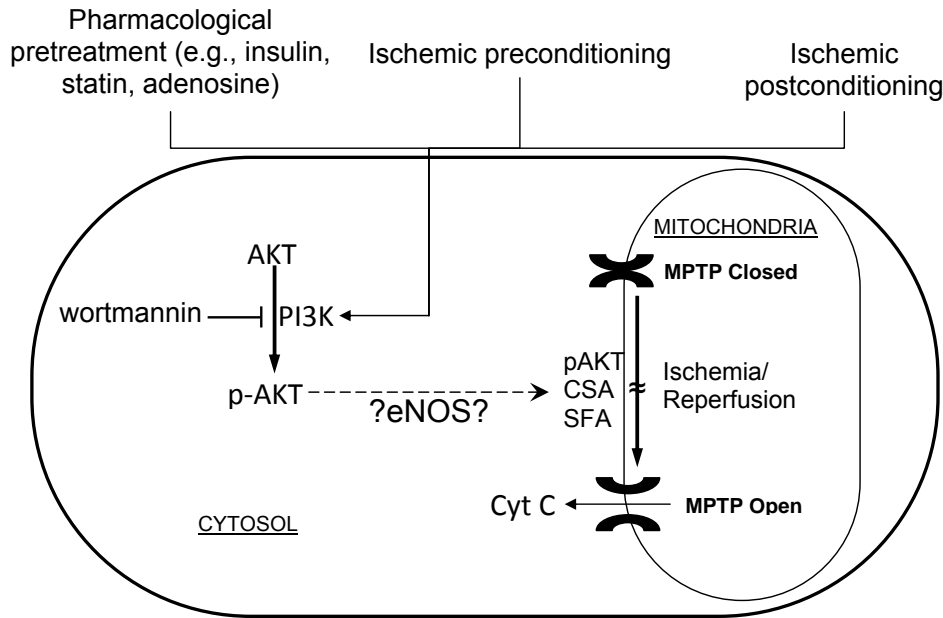 Pharmacological
pretreatment (e.g., insulin,
statin, adenosine)
Ischemic preconditioning
Ischemic
postconditioning
MITOCHONDRIA
AKT
MPTP Closed
wortmannin
PI3K
pAKT
CSA
SFA
≈
Ischemia/
Reperfusion
p-AKT
?eNOS?
Cyt C
MPTP Open
CYTOSOL